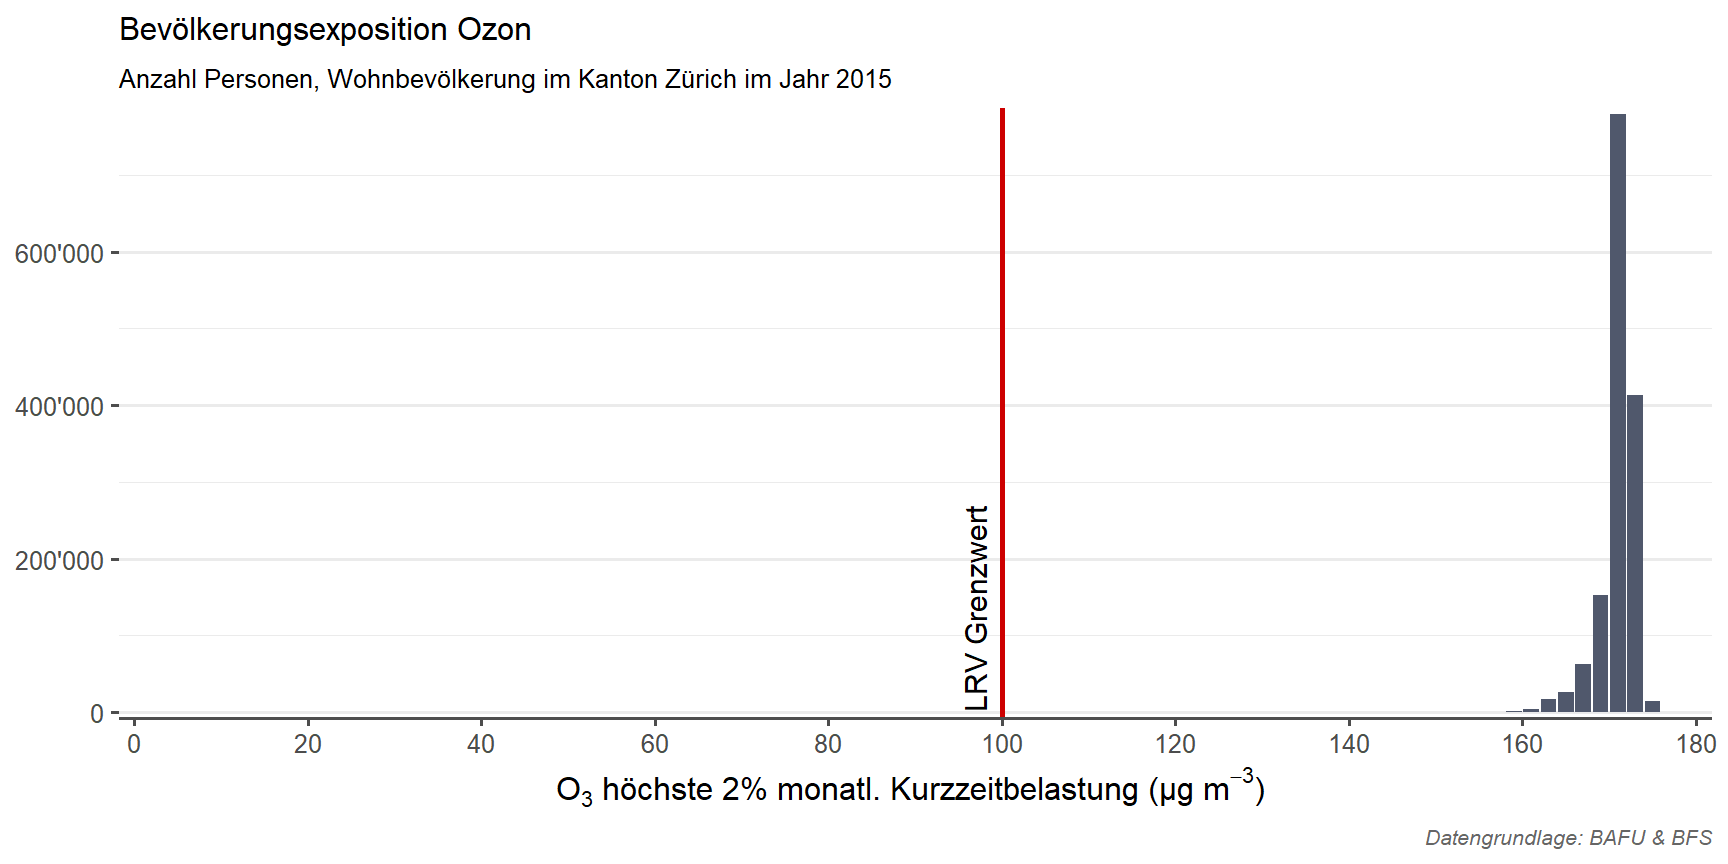 Bevölkerungsexposition Ozon
Anzahl Personen, Wohnbevölkerung im Kanton Zürich im Jahr 2015
600'000
400'000
200'000
0
LRV Grenzwert
0 20 40 60 80 100 120 140 160 180
O₃ höchste 2% monatl. Kurzzeitbelastung (µg m⁻³)
Datengrundlage: BAFU & BFS